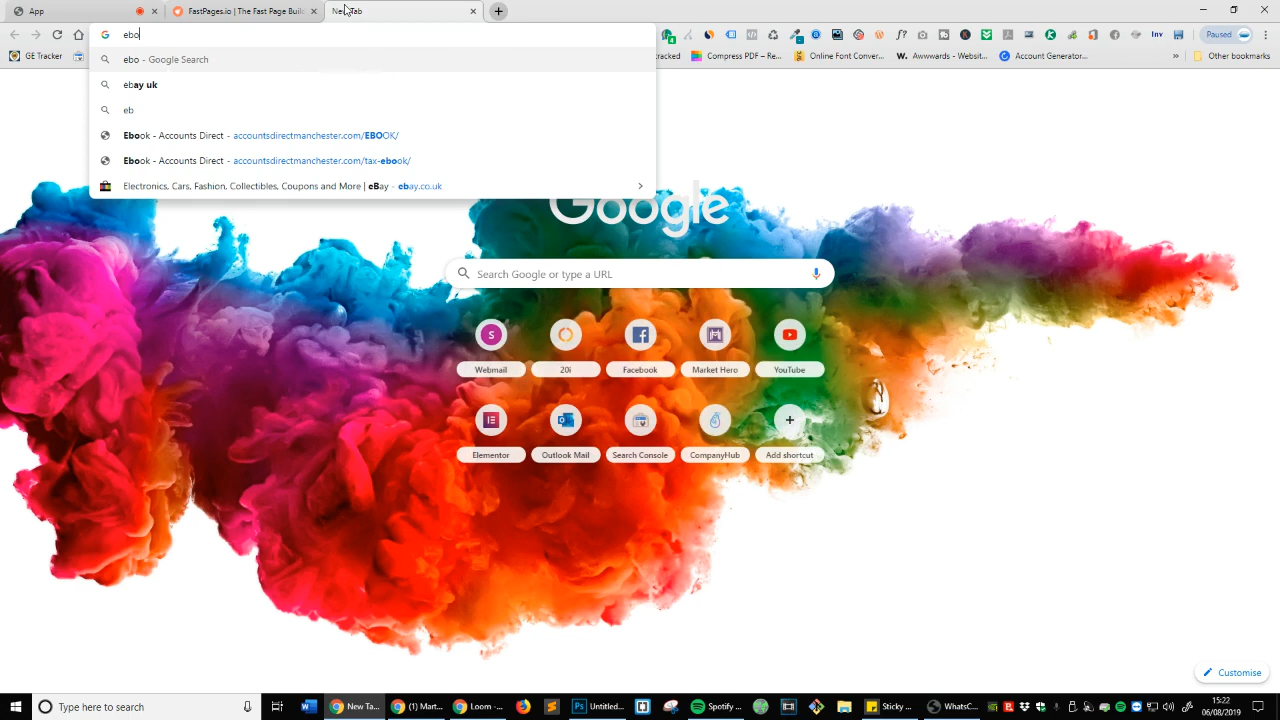 App
FastPages.io | The Fast Page Buil
New Tab
ebo
Paused
GE Tracker
tracked
Compress PDF - Re...
Online Font Conver...
Awwwards - Websit...
Account Generator...
Other bookmarks
ebo - Google Search
ebay uk
eb
Ebook - Accounts Direct - accountsdirectmanchester.com/EBOOK/
Ebook - Accounts Direct - accountsdirectmanchester.com/tax-ebook/
Electronics, Cars, Fashion, Collectibles, Coupons and More | eBay - ebay.co.uk
Google
Search Google or type a URL
Webmail
20i
Facebook
Market Hero
YouTube
Elementor
Outlook Mail
Search Console
CompanyHub
Add shortcut
Customise
Type here to search
New Ta...
(1) Mart...
Loom -...
Untitled...
Spotify ...
Sticky ...
WhatsC...
15:22
06/08/2019